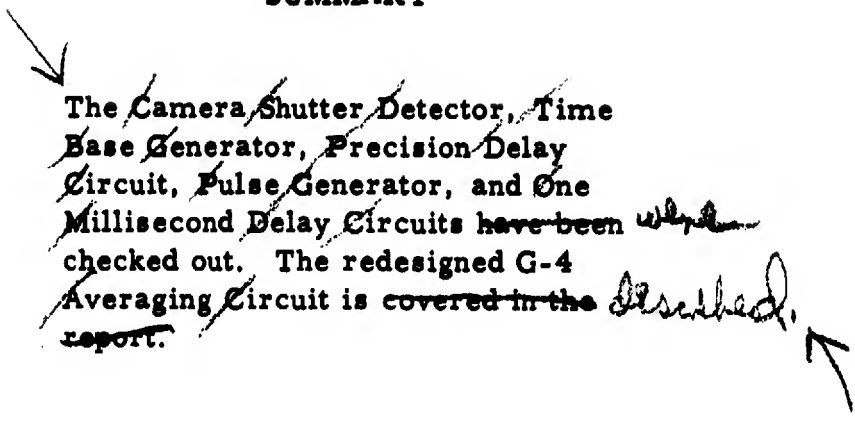 SUMMARY
The Camera Shutter Detector, Time
Base Generator, Precision Delay
Circuit, Pulse Generator, and One
Millisecond Delay Circuits have been were
checked out. The redesigned G-4
Averaging Circuit is covered in the described.
report.